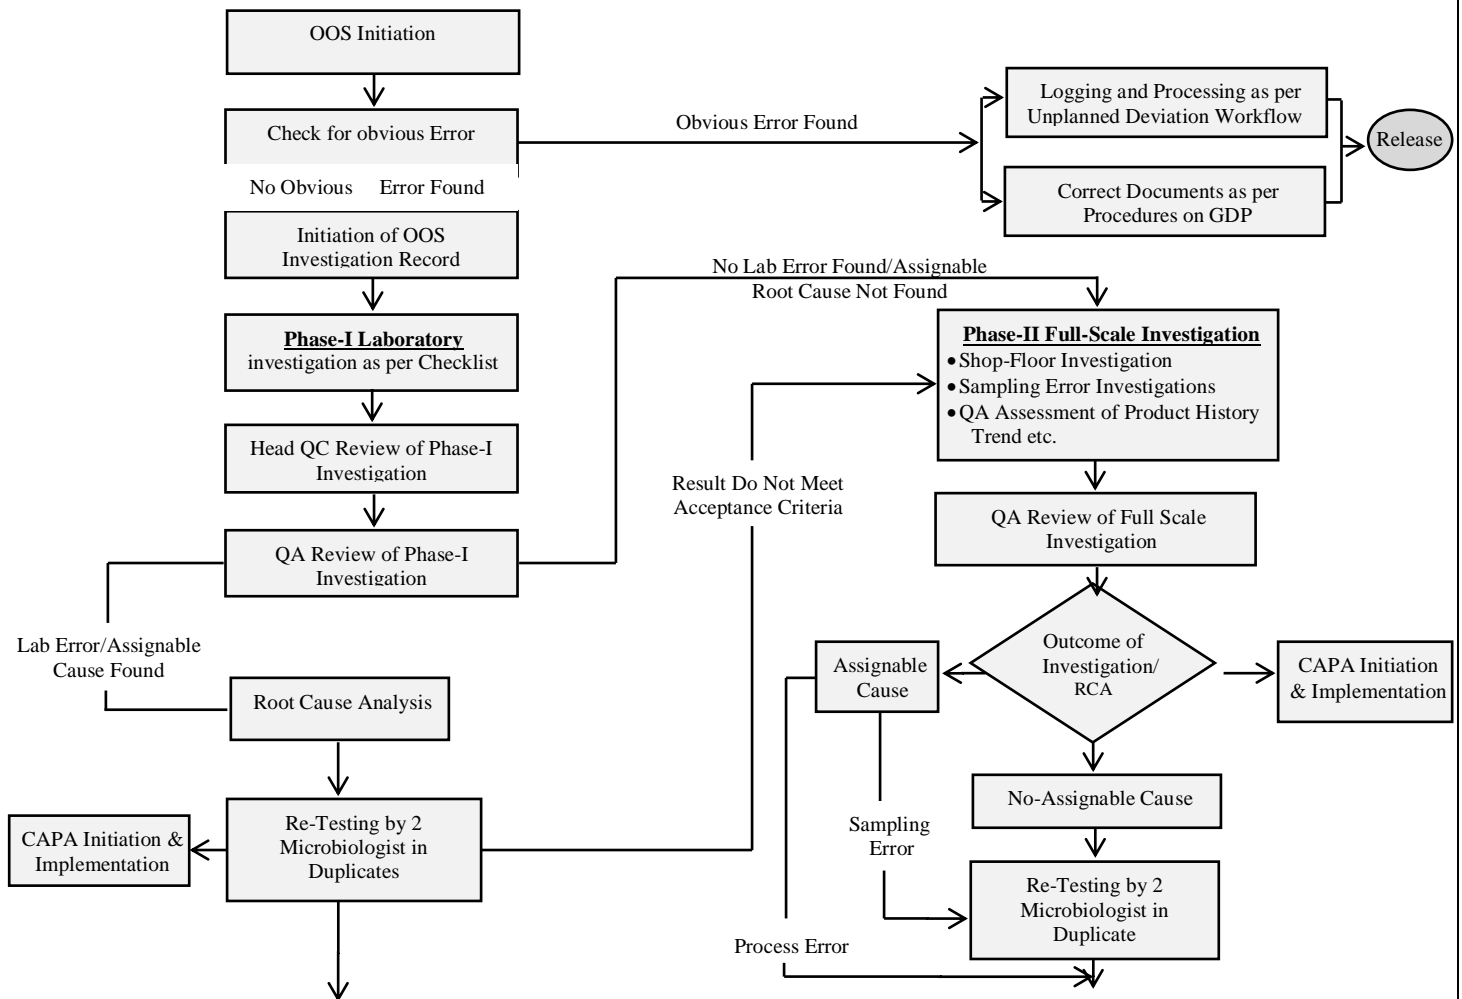 OOS Initiation
Check for obvious Error
Obvious Error Found
Logging and Processing as per
Unplanned Deviation Workflow
Release
Correct Documents as per
Procedures on GDP
No Obvious Error Found
Initiation of OOS
Investigation Record
No Lab Error Found/Assignable
Root Cause Not Found
Phase-I Laboratory
investigation as per Checklist
Phase-II Full-Scale Investigation
•Shop-Floor Investigation
•Sampling Error Investigations
•QA Assessment of Product History
Trend etc.
Head QC Review of Phase-I
Investigation
Result Do Not Meet
Acceptance Criteria
QA Review of Full Scale
Investigation
QA Review of Phase-I
Investigation
Lab Error/Assignable
Cause Found
Outcome of
Investigation/
RCA
Assignable
Cause
CAPA Initiation
& Implementation
Root Cause Analysis
No-Assignable Cause
CAPA Initiation &
Implementation
Re-Testing by 2
Microbiologist in
Duplicates
Sampling
Error
Re-Testing by 2
Microbiologist in
Duplicate
Process Error